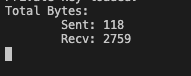 Total Bytes:
Sent: 118
Recv: 2759